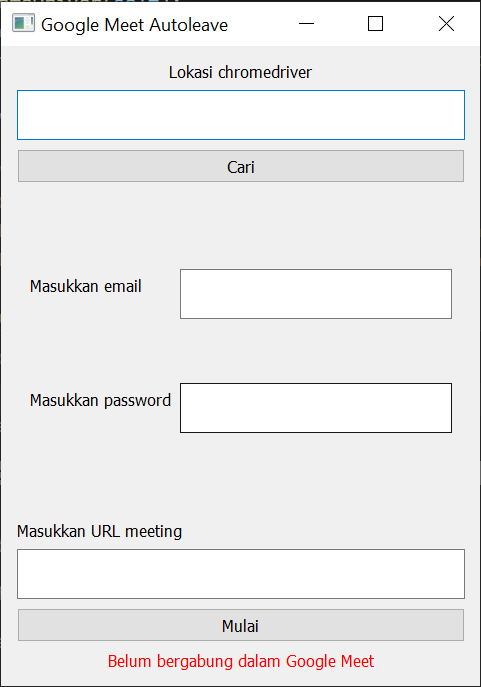 Google Meet Autoleave
Lokasi chromedriver
Cari
Masukkan email
Masukkan password
Masukkan URL meeting
Mulai
Belum bergabung dalam Google Meet